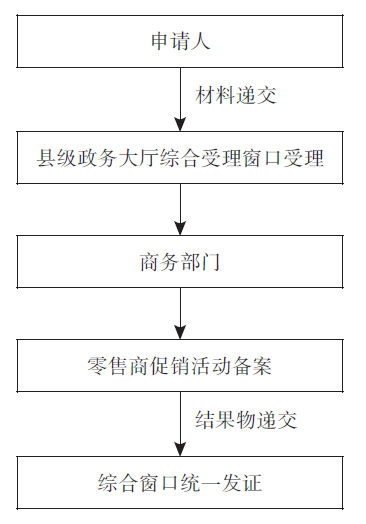 申请人
材料递交
县级政务大厅综合受理窗口受理
商务部门
零售商促销活动备案
结果物递交
综合窗口统一发证